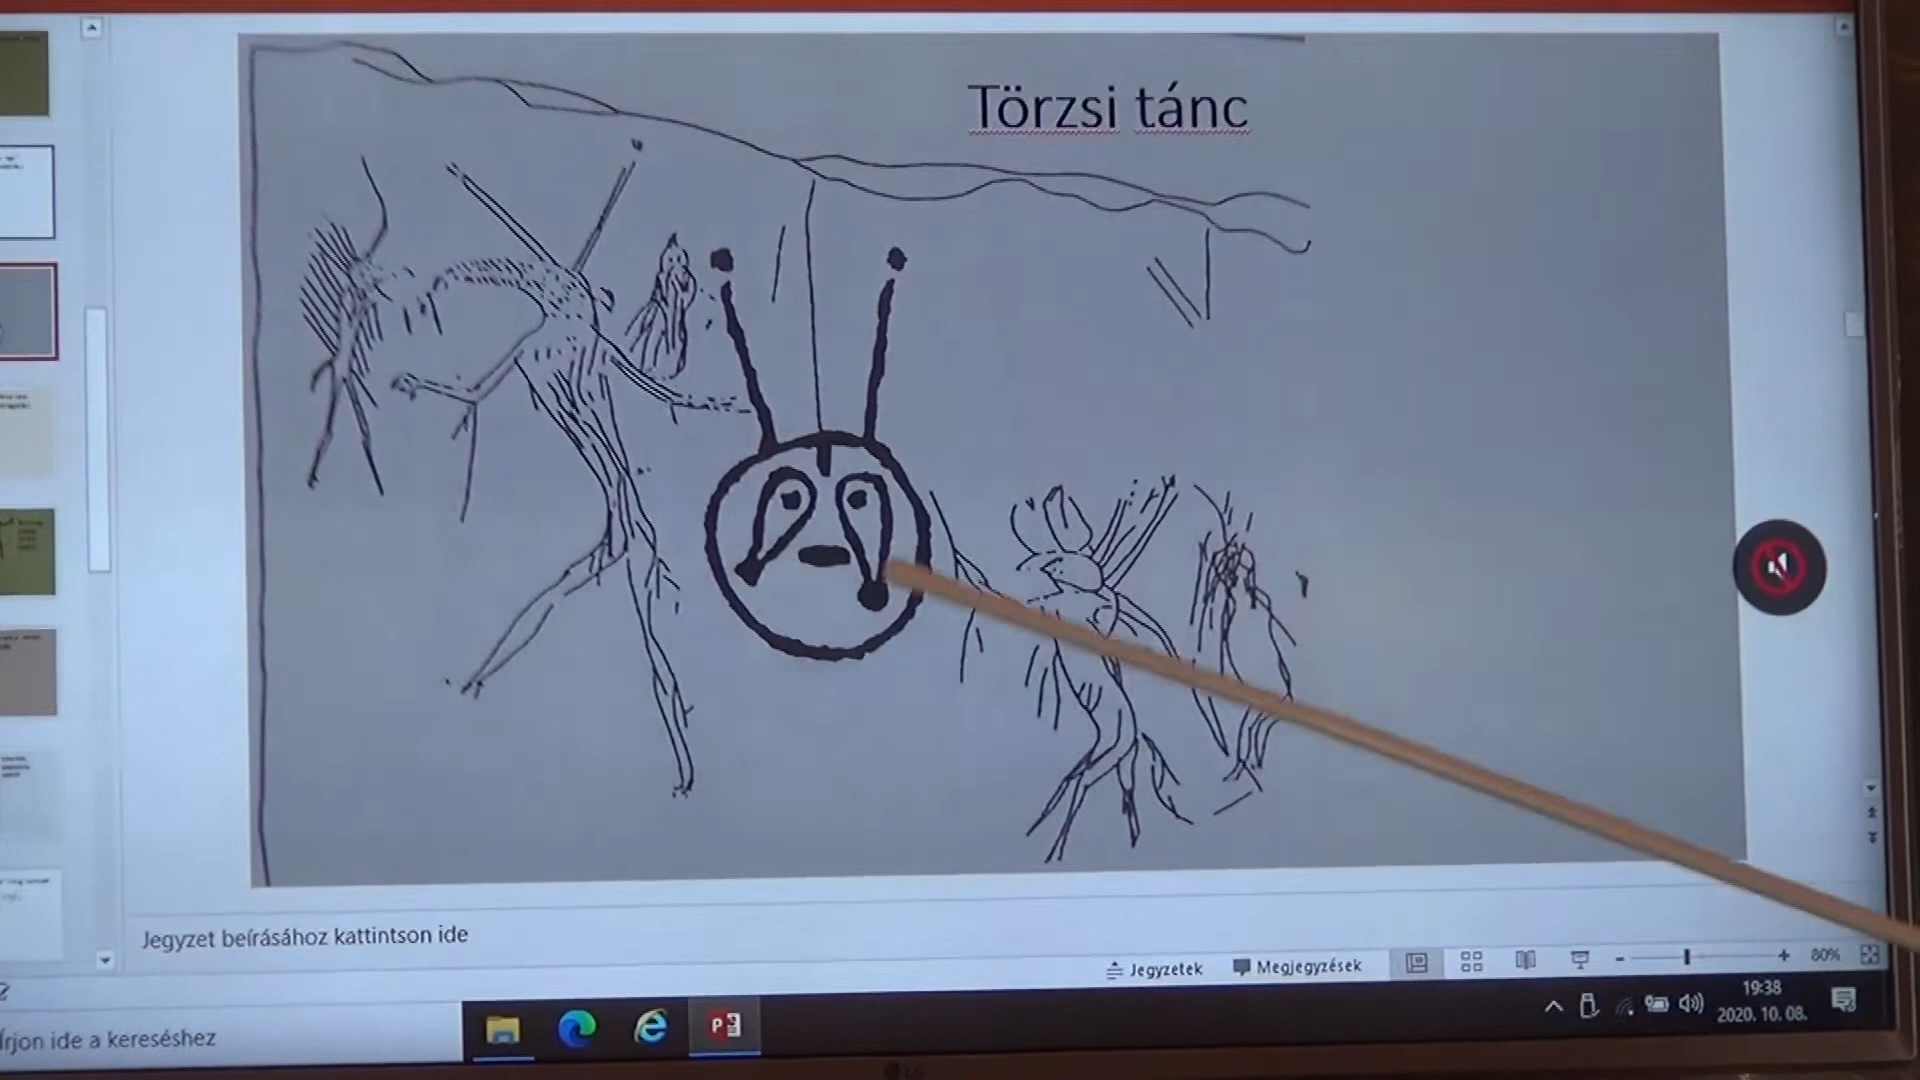 Törzsi tánc
Jegyzet beírásához kattintson ide
Jegyzetek
Megjegyzések
80%
Írjon ide a kereséshez
19:38
2020. 10. 08.